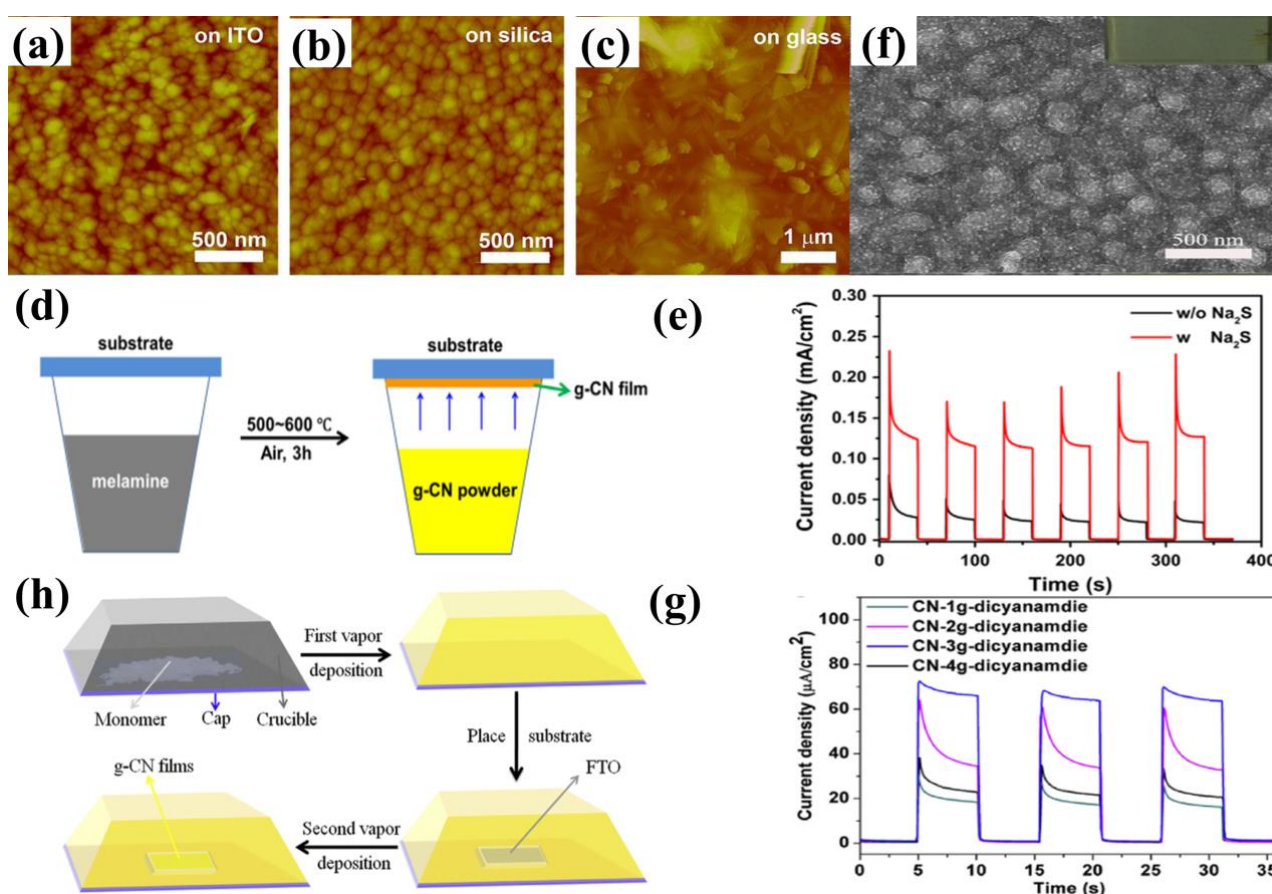 (a)
on ITO
500 nm
(b)
on silica
500 nm
(c)
on glass
1 µm
(f)
500 nm
(d)
substrate
melamine
500~600 ℃
Air, 3h
substrate
g-CN film
g-CN powder
(e)
Current density (mA/cm²)
0.30
0.25
0.20
0.15
0.10
0.05
0.00
w/o Na₂S
w Na₂S
0 100 200 300 400
Time (s)
(h)
Monomer
Cap
Crucible
First vapor
deposition
Place substrate
FTO
Second vapor
deposition
g-CN films
(g)
Current density (µA/cm²)
100
80
60
40
20
0
CN-1g-dicyanamdie
CN-2g-dicyanamdie
CN-3g-dicyanamdie
CN-4g-dicyanamdie
0 5 10 15 20 25 30 35
Time (s)